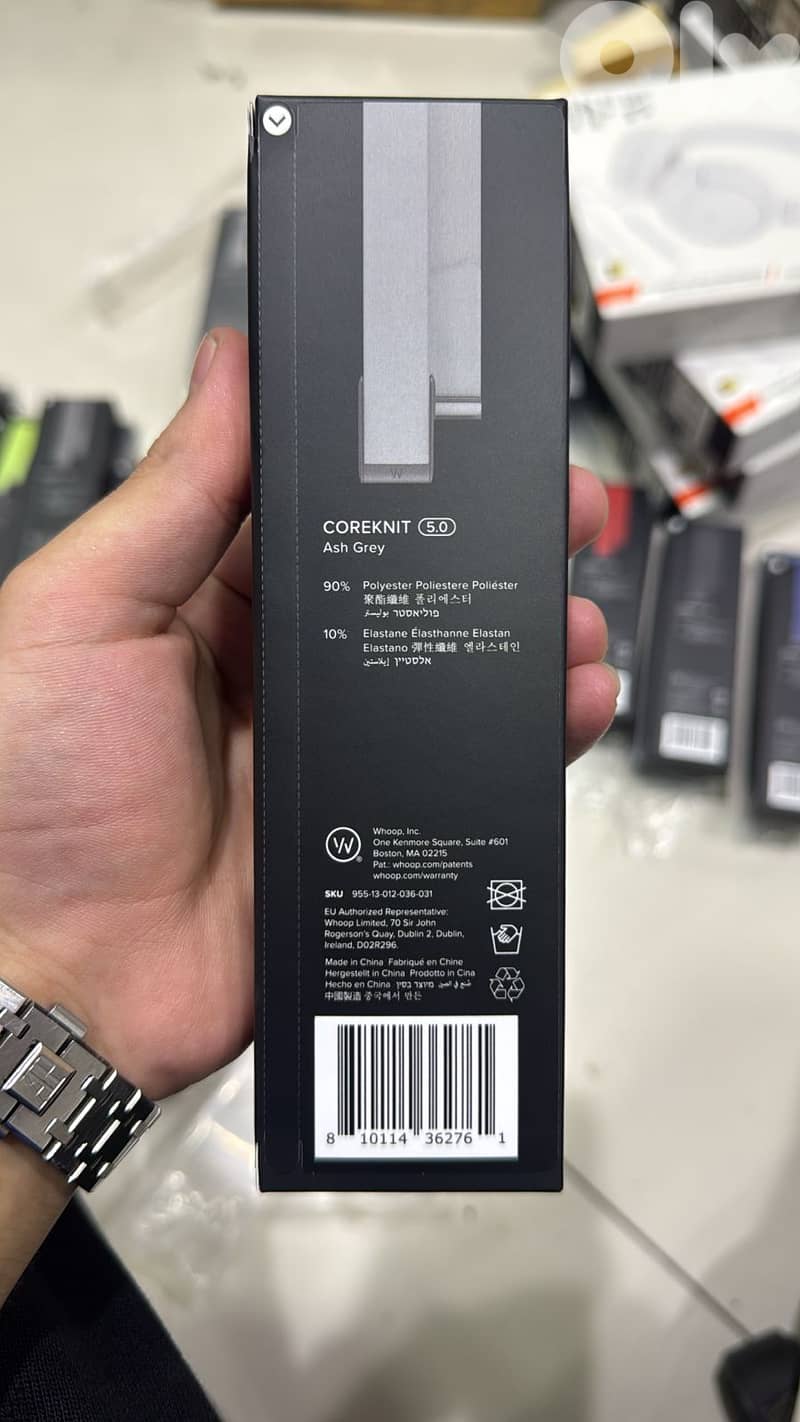 olx
W
COREKNIT 5.0
Ash Grey
90% Polyester Poliestere Poliéster
聚酯纖維 폴리에스터
פוליאסטר بوليستر
10% Elastane Élasthanne Elastan
Elastano 彈性纖維 엘라스테인
אלסטיין إيلاستين
Whoop, Inc.
One Kenmore Square, Suite #601
Boston, MA 02215
Pat.: whoop.com/patents
whoop.com/warranty
SKU 955-13-012-036-031
EU Authorized Representative:
Whoop Limited, 70 Sir John
Rogerson's Quay, Dublin 2, Dublin,
Ireland, D02R296.
Made in China Fabriqué en Chine
Hergestellt in China Prodotto in Cina
Hecho en China מיוצר בסין صنع في الصين
中國製造 중국에서 만든
8 10114 36276 1